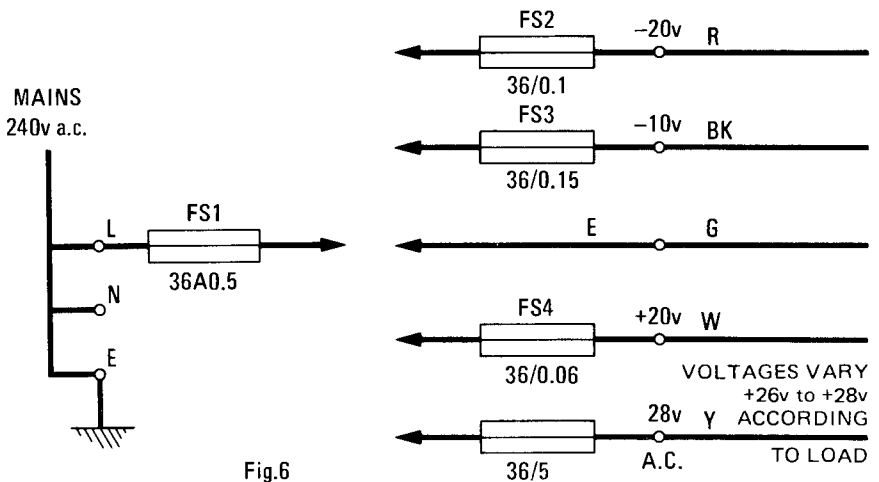 MAINS
240v a.c.
L
FS1
36A0.5
N
E
FS2
–20v R
36/0.1
FS3
–10v BK
36/0.15
E G
FS4
+20v W
36/0.06
VOLTAGES VARY
+26v to +28v
ACCORDING
TO LOAD
28v Y
36/5
A.C.
Fig.6